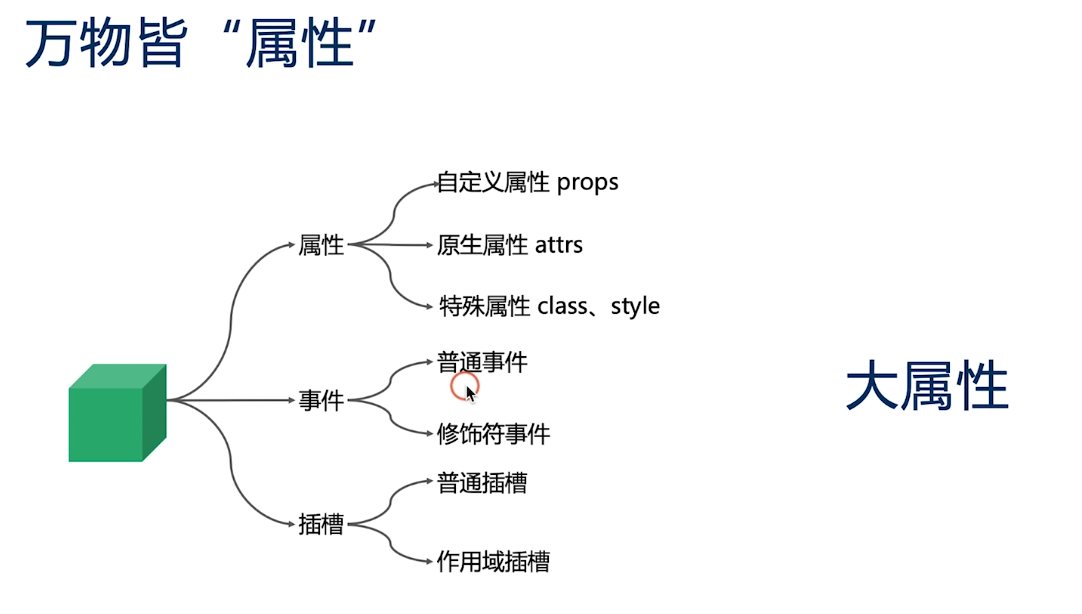 万物皆“属性”
自定义属性 props
属性
原生属性 attrs
特殊属性 class、style
普通事件
大属性
事件
修饰符事件
普通插槽
插槽
作用域插槽